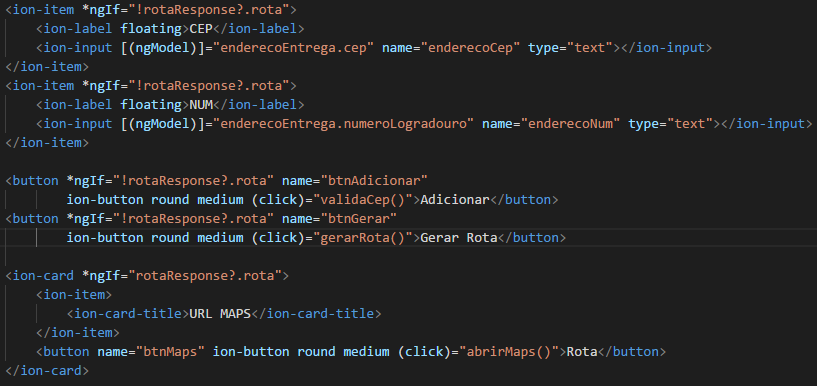 <ion-item *ngIf="!rotaResponse?.rota">
    <ion-label floating>CEP</ion-label>
    <ion-input [(ngModel)]="enderecoEntrega.cep" name="enderecoCep" type="text"></ion-input>
</ion-item>
<ion-item *ngIf="!rotaResponse?.rota">
    <ion-label floating>NUM</ion-label>
    <ion-input [(ngModel)]="enderecoEntrega.numeroLogradouro" name="enderecoNum" type="text"></ion-input>
</ion-item>

<button *ngIf="!rotaResponse?.rota" name="btnAdicionar"
        ion-button round medium (click)="validaCep()">Adicionar</button>
<button *ngIf="!rotaResponse?.rota" name="btnGerar"
        ion-button round medium (click)="gerarRota()">Gerar Rota</button>

<ion-card *ngIf="rotaResponse?.rota">
    <ion-item>
        <ion-card-title>URL MAPS</ion-card-title>
    </ion-item>
    <button name="btnMaps" ion-button round medium (click)="abrirMaps()">Rota</button>
</ion-card>